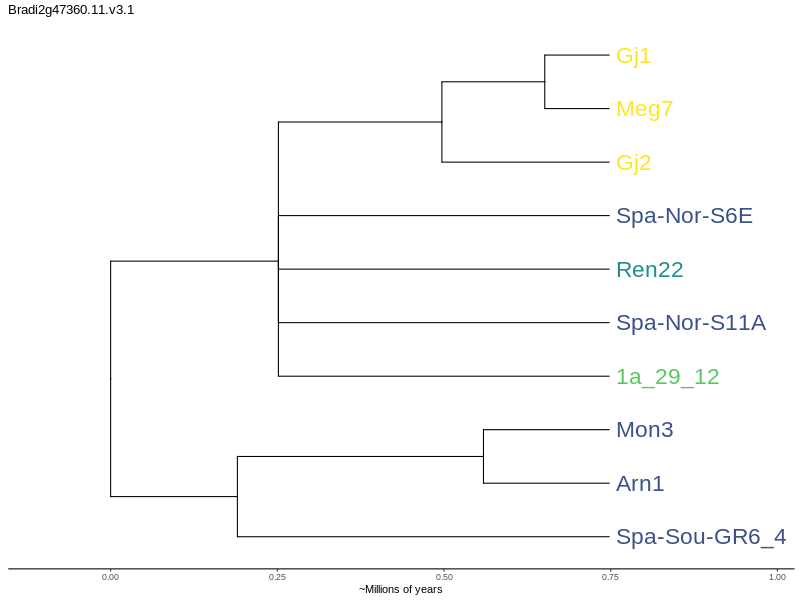 Bradi2g47360.11.v3.1
Gj1
Meg7
Gj2
Spa-Nor-S6E
Ren22
Spa-Nor-S11A
1a_29_12
Mon3
Arn1
Spa-Sou-GR6_4
0.00 0.25 0.50 0.75 1.00
~Millions of years